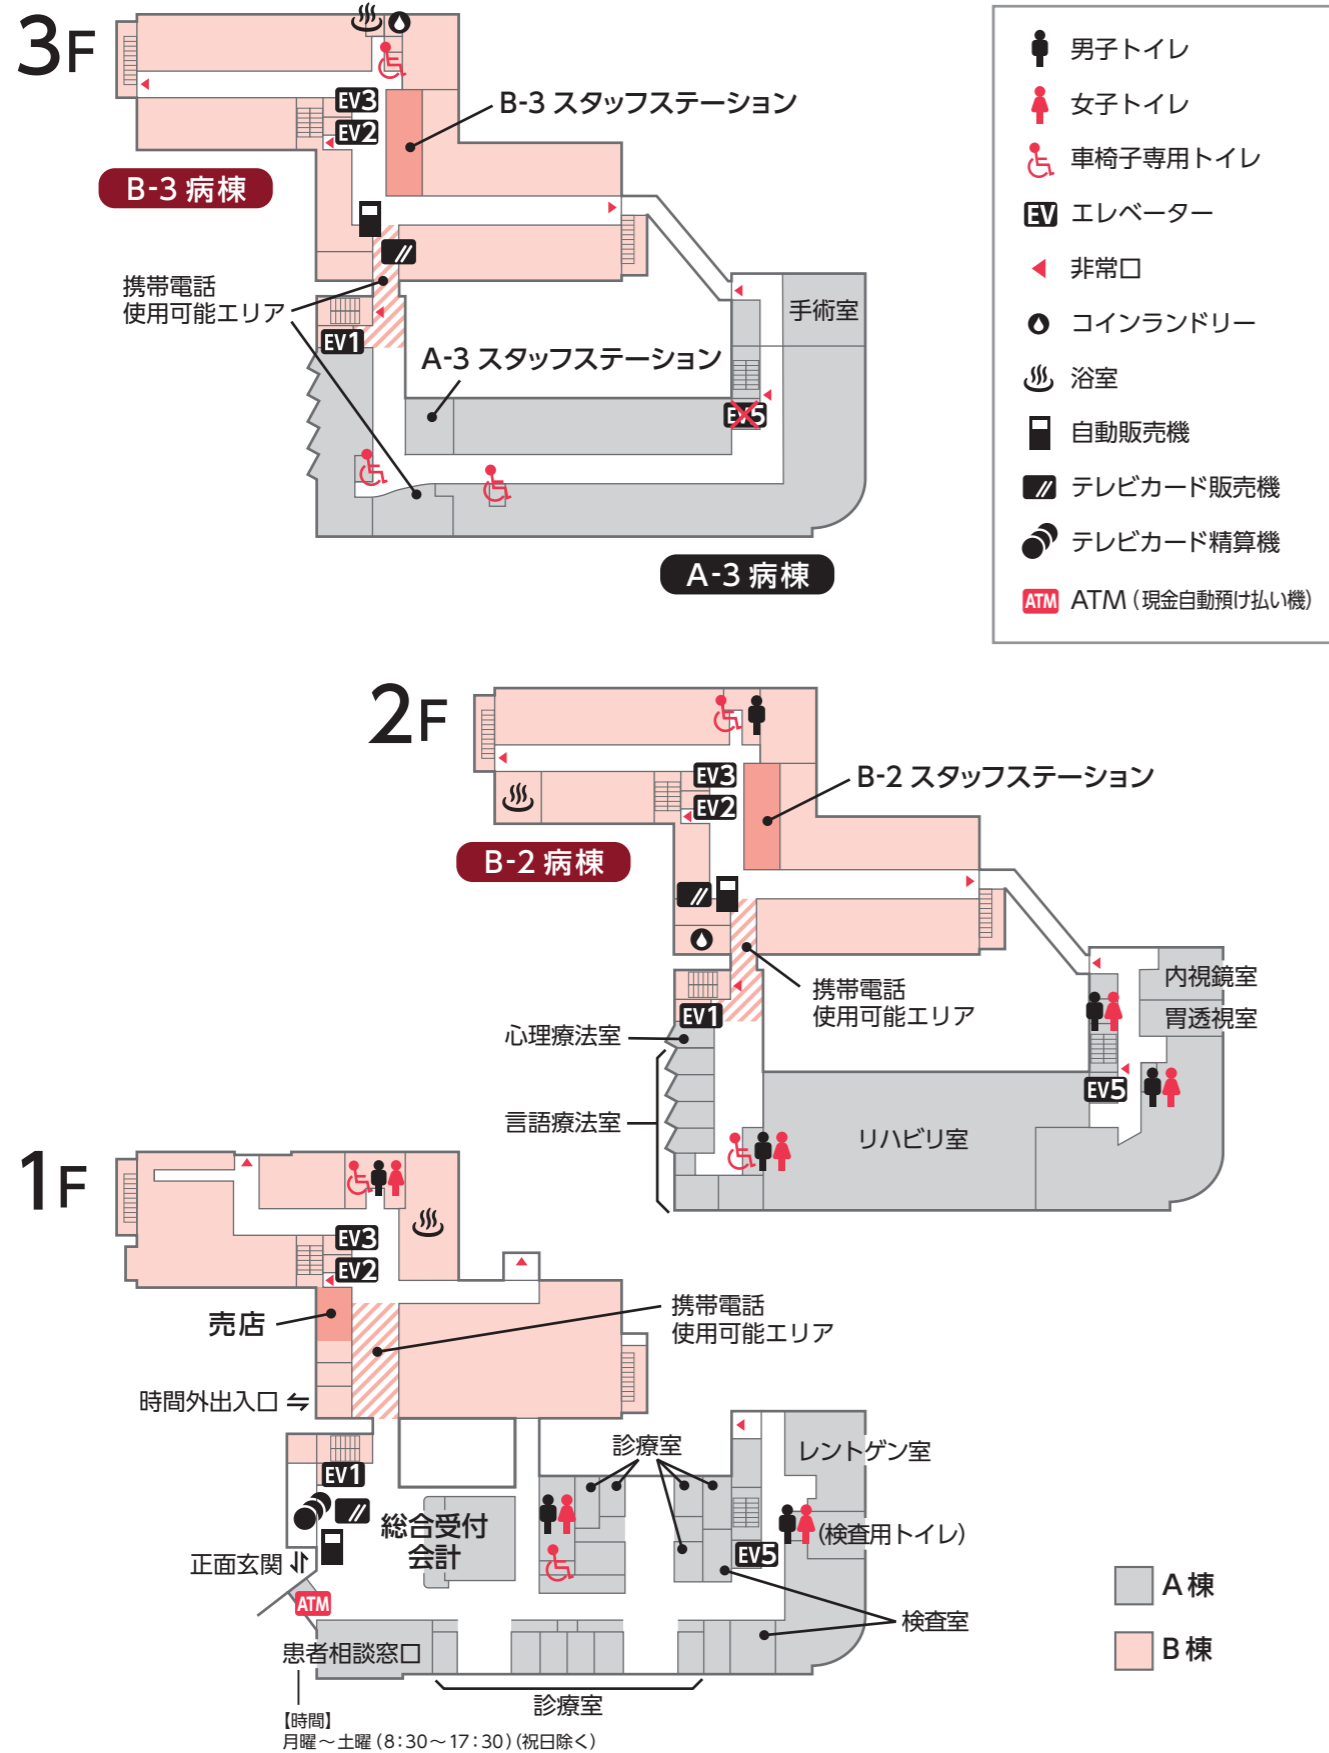 3F
EV3
EV2
B-3 スタッフステーション
B-3 病棟
携帯電話
使用可能エリア
EV1
A-3 スタッフステーション
手術室
EV5
A-3 病棟
男子トイレ
女子トイレ
車椅子専用トイレ
EV エレベーター
非常口
コインランドリー
浴室
自動販売機
テレビカード販売機
テレビカード精算機
ATM ATM(現金自動預け払い機)
2F
EV3
EV2
B-2 スタッフステーション
B-2 病棟
携帯電話
使用可能エリア
EV1
心理療法室
言語療法室
リハビリ室
内視鏡室
胃透視室
EV5
1F
EV3
EV2
売店
携帯電話
使用可能エリア
時間外出入口 ⇋
EV1
総合受付
会計
診療室
レントゲン室
(検査用トイレ)
EV5
正面玄関
ATM
検査室
患者相談窓口
診療室
【時間】
月曜～土曜(8:30～17:30)(祝日除く)
A棟
B棟